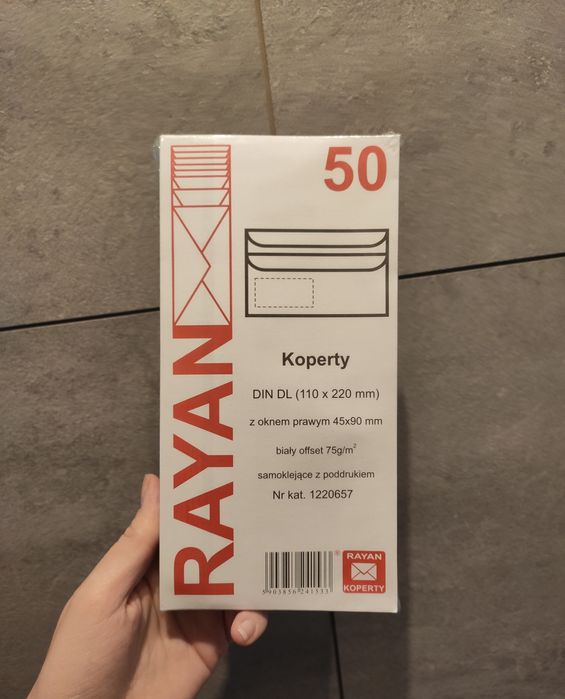 50
RAYAN
Koperty
DIN DL (110 x 220 mm)
z oknem prawym 45x90 mm
biały offset 75g/m²
samoklejące z poddrukiem
Nr kat. 1220657
5903856241533
RAYAN
KOPERTY